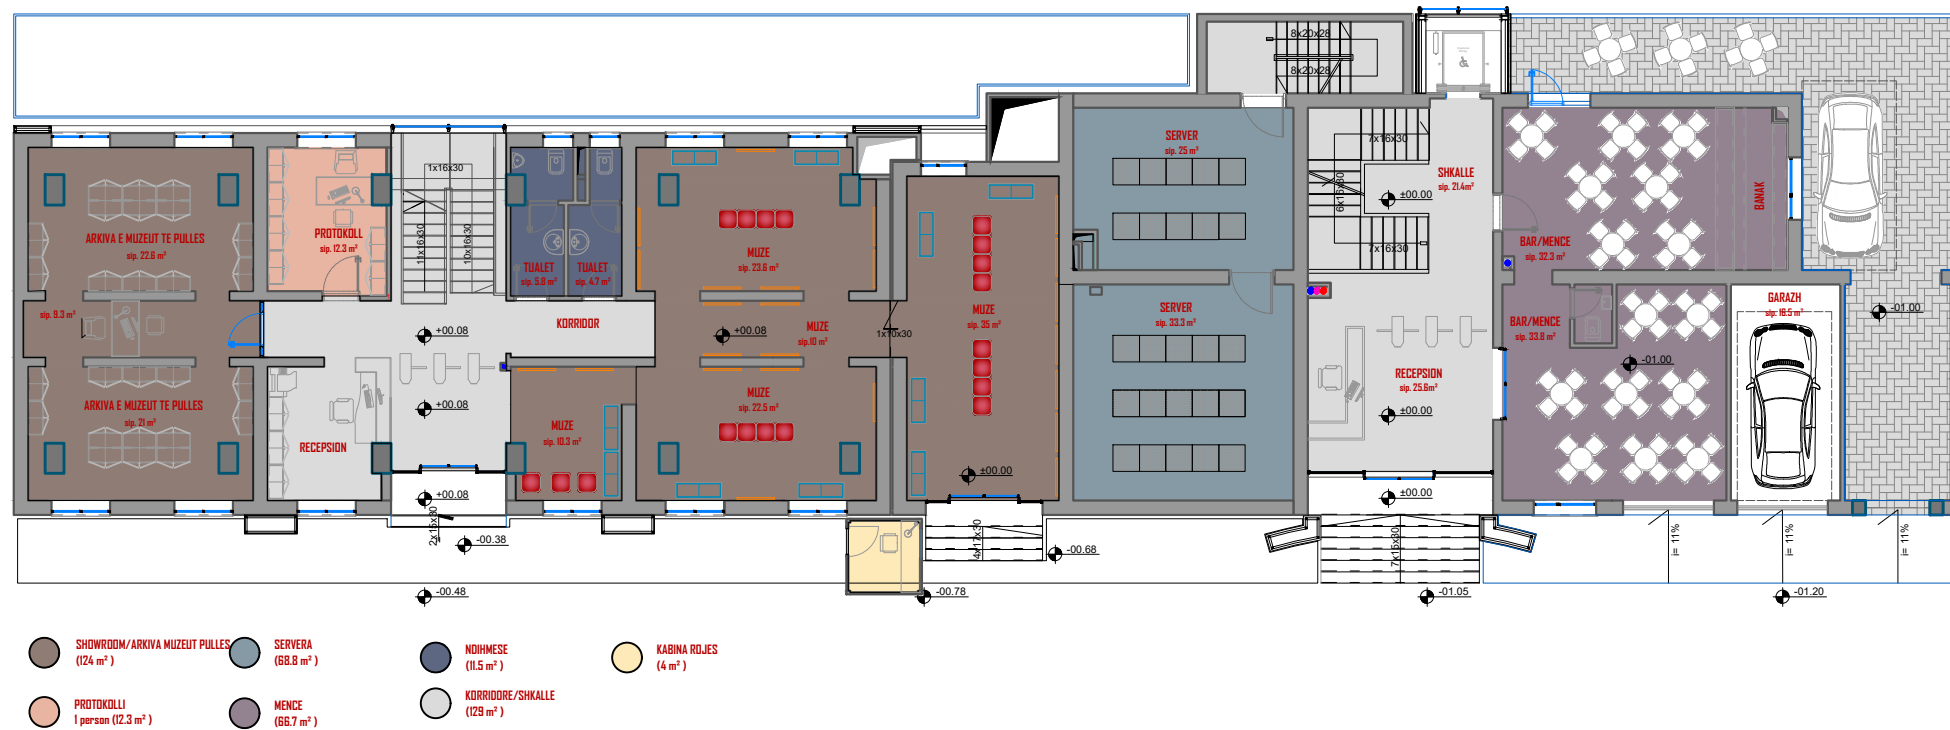 8x20x28
8x20x28
SERVER
sip. 25 m²
7x16x30
6x16x30
±00.00
7x16x30
SHKALLE
sip. 21.4m²
BANAK
BAR/MENCE
sip. 32.3 m²
1x16x30
11x16x30
10x16x30
ARKIVA E MUZEUT TE PULLES
sip. 22.6 m²
PROTOKOLL
sip. 12.3 m²
TUALET
sip. 5.8 m²
TUALET
sip. 4.7 m²
MUZE
sip. 23.6 m²
sip. 9.3 m²
+00.08
KORRIDOR
+00.08
MUZE
sip.10 m²
1x10x30
MUZE
sip. 35 m²
SERVER
sip. 33.3 m²
BAR/MENCE
sip. 33.8 m²
GARAZH
sip. 16.5 m²
-01.00
-01.00
ARKIVA E MUZEUT TE PULLES
sip. 21 m²
RECEPSION
+00.08
MUZE
sip. 10.3 m²
MUZE
sip. 22.5 m²
RECEPSION
sip. 25.6m²
±00.00
±00.00
+00.08
±00.00
2x16x30
-00.38
4x17x30
-00.68
7x15x30
i= 11%
i= 11%
i= 11%
-00.48
-00.78
-01.05
-01.20
SHOWROOM/ARKIVA MUZEUT PULLES
(124 m² )
SERVERA
(68.8 m² )
NDIHMESE
(11.5 m² )
KABINA ROJES
(4 m² )
PROTOKOLLI
1 person (12.3 m² )
MENCE
(66.7 m² )
KORRIDORE/SHKALLE
(129 m² )